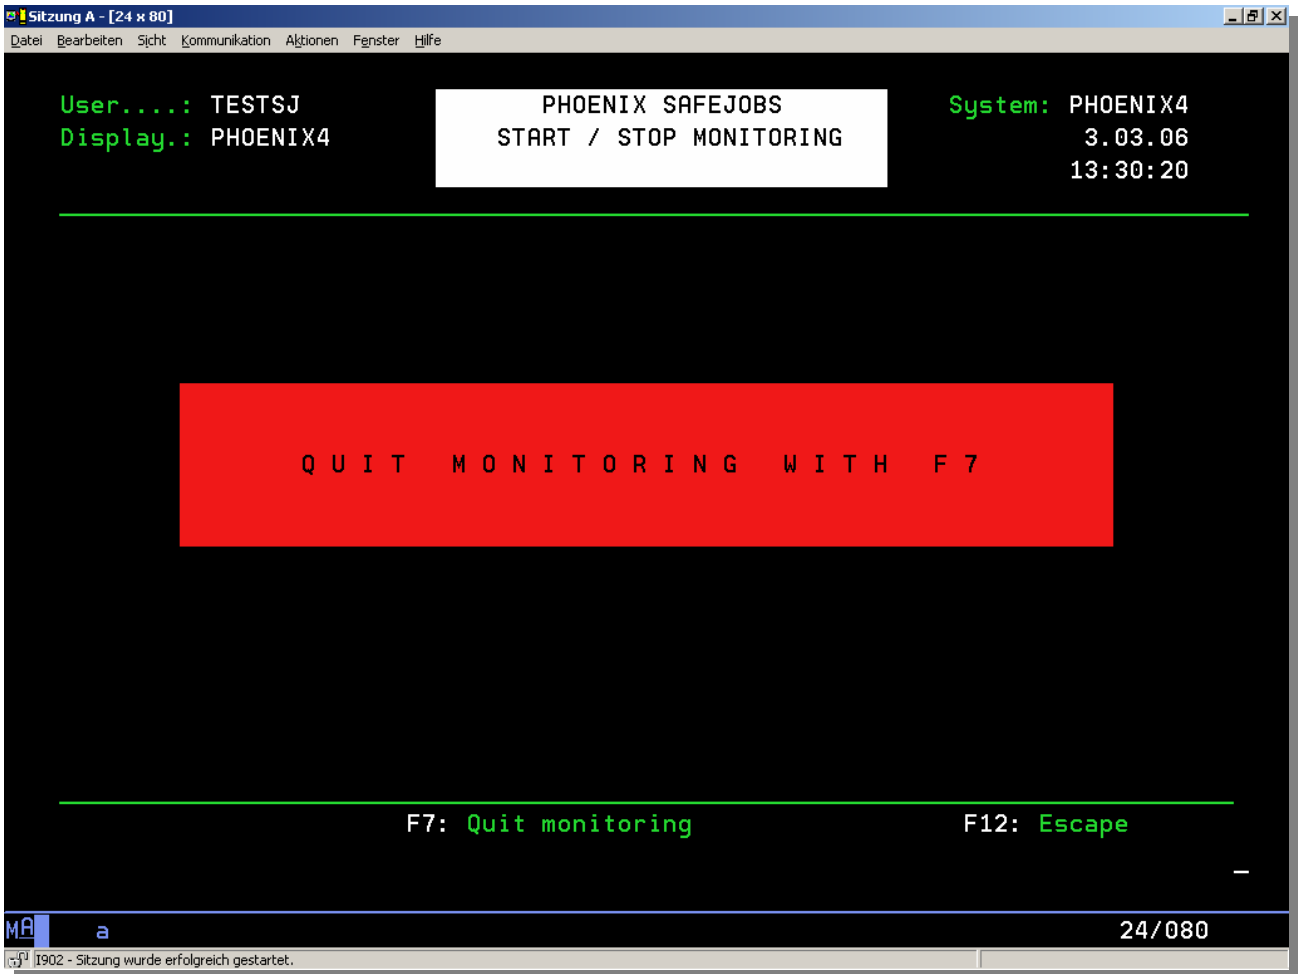 Sitzung A - [24 x 80]
Datei Bearbeiten Sicht Kommunikation Aktionen Fenster Hilfe
User....: TESTSJ PHOENIX SAFEJOBS System: PHOENIX4
Display.: PHOENIX4 START / STOP MONITORING 3.03.06
13:30:20
Q U I T M O N I T O R I N G W I T H F 7
F7: Quit monitoring F12: Escape
MA a 24/080
I902 - Sitzung wurde erfolgreich gestartet.